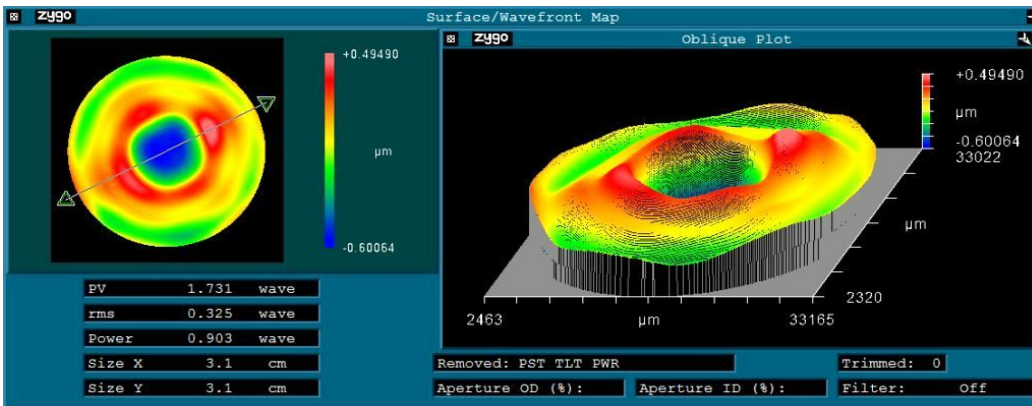 zygo Surface/Wavefront Map
+0.49490
µm
-0.60064
PV 1.731 wave
rms 0.325 wave
Power 0.903 wave
Size X 3.1 cm
Size Y 3.1 cm
zygo Oblique Plot
+0.49490
µm
-0.60064
33022
µm
2320
2463 µm 33165
Removed: PST TLT PWR
Trimmed: 0
Aperture OD (%):
Aperture ID (%):
Filter: Off